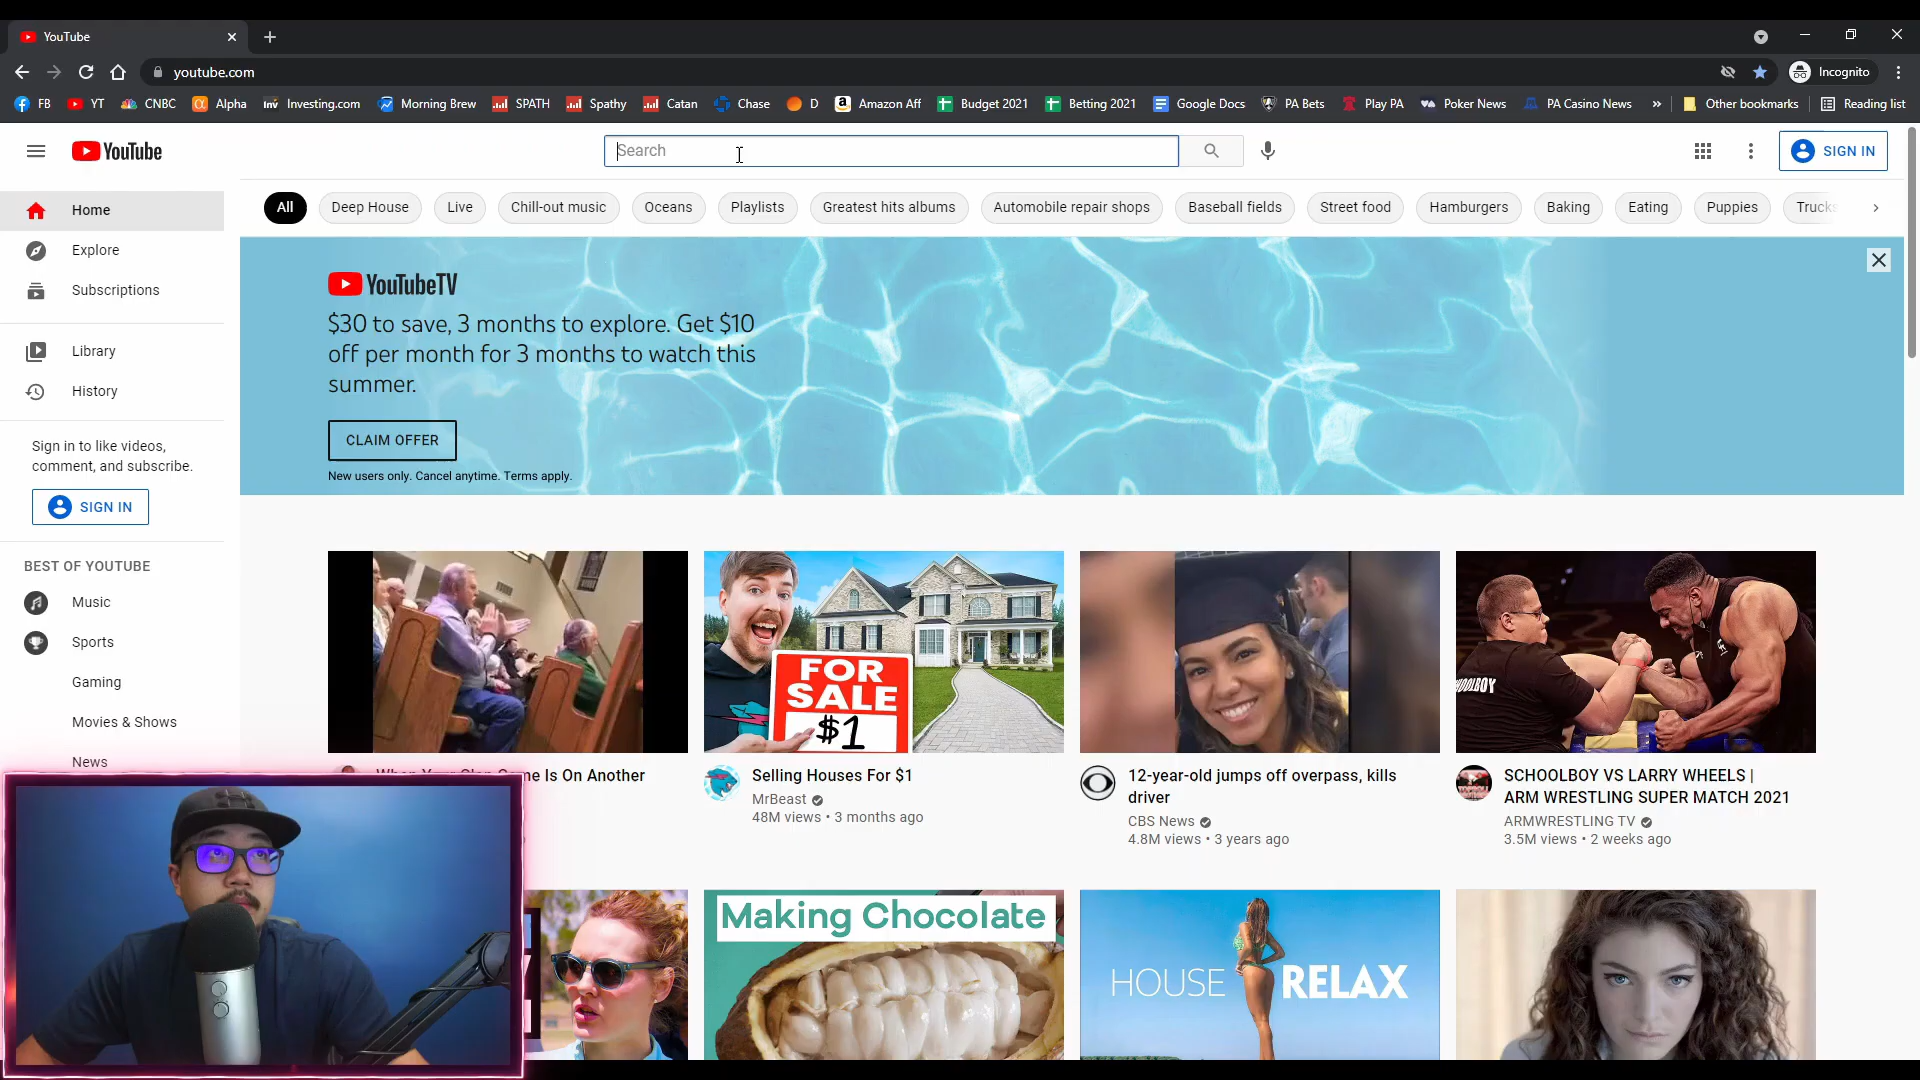 YouTube
youtube.com
Incognito
FB
YT
CNBC
Alpha
Investing.com
Morning Brew
SPATH
Spathy
Catan
Chase
D
Amazon Aff
Budget 2021
Betting 2021
Google Docs
PA Bets
Play PA
Poker News
PA Casino News
»
Other bookmarks
Reading list
YouTube
Search
SIGN IN
All
Deep House
Live
Chill-out music
Oceans
Playlists
Greatest hits albums
Automobile repair shops
Baseball fields
Street food
Hamburgers
Baking
Eating
Puppies
Trucks
Home
Explore
Subscriptions
Library
History
Sign in to like videos,
comment, and subscribe.
SIGN IN
BEST OF YOUTUBE
Music
Sports
Gaming
Movies & Shows
News
YouTubeTV
$30 to save, 3 months to explore. Get $10
off per month for 3 months to watch this
summer.
CLAIM OFFER
New users only. Cancel anytime. Terms apply.
Is On Another
FOR
SALE
$1
Selling Houses For $1
MrBeast
48M views • 3 months ago
12-year-old jumps off overpass, kills
driver
CBS News
4.8M views • 3 years ago
SCHOOLBOY VS LARRY WHEELS |
ARM WRESTLING SUPER MATCH 2021
ARMWRESTLING TV
3.5M views • 2 weeks ago
Making Chocolate
HOUSE RELAX